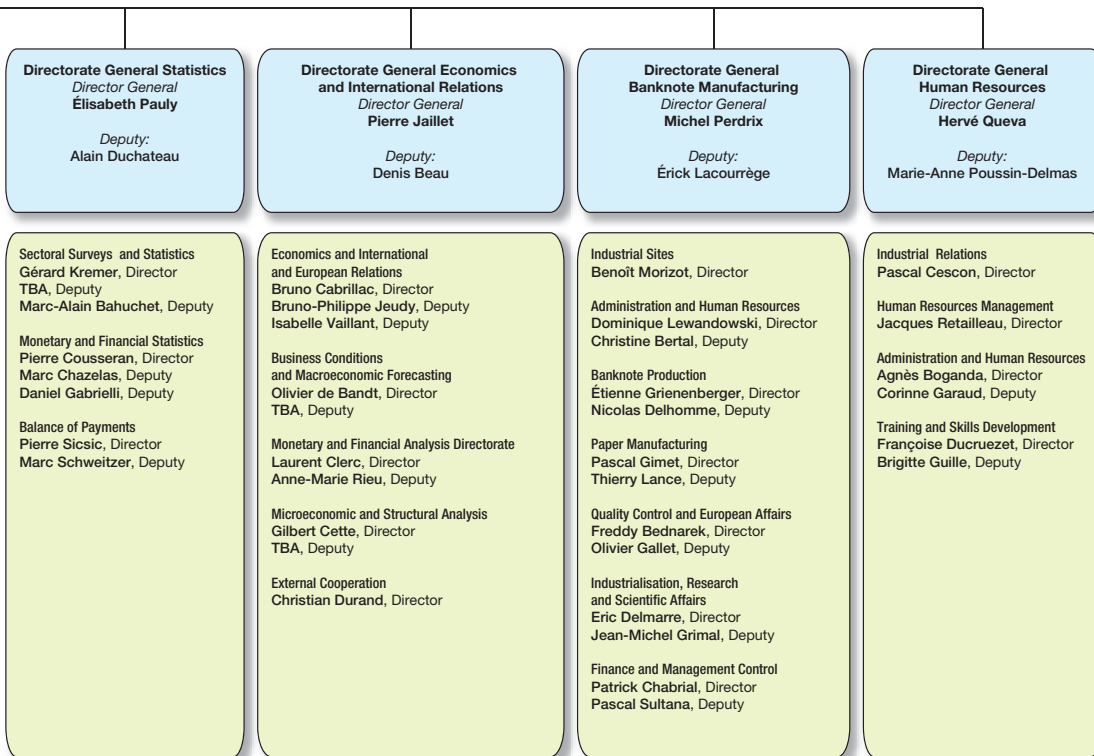 Directorate General Statistics
Director General
Élisabeth Pauly
Deputy:
Alain Duchateau
Sectoral Surveys and Statistics
Gérard Kremer, Director
TBA, Deputy
Marc-Alain Bahuchet, Deputy
Monetary and Financial Statistics
Pierre Cousseran, Director
Marc Chazelas, Deputy
Daniel Gabrielli, Deputy
Balance of Payments
Pierre Sicsic, Director
Marc Schweitzer, Deputy
Directorate General Economics
and International Relations
Director General
Pierre Jaillet
Deputy:
Denis Beau
Economics and International
and European Relations
Bruno Cabrillac, Director
Bruno-Philippe Jeudy, Deputy
Isabelle Vaillant, Deputy
Business Conditions
and Macroeconomic Forecasting
Olivier de Bandt, Director
TBA, Deputy
Monetary and Financial Analysis Directorate
Laurent Clerc, Director
Anne-Marie Rieu, Deputy
Microeconomic and Structural Analysis
Gilbert Cette, Director
TBA, Deputy
External Cooperation
Christian Durand, Director
Directorate General
Banknote Manufacturing
Director General
Michel Perdrix
Deputy:
Érick Lacourrège
Industrial Sites
Benoît Morizot, Director
Administration and Human Resources
Dominique Lewandowski, Director
Christine Bertal, Deputy
Banknote Production
Étienne Grienenberger, Director
Nicolas Delhomme, Deputy
Paper Manufacturing
Pascal Gimet, Director
Thierry Lance, Deputy
Quality Control and European Affairs
Freddy Bednarek, Director
Olivier Gallet, Deputy
Industrialisation, Research
and Scientific Affairs
Eric Delmarre, Director
Jean-Michel Grimal, Deputy
Finance and Management Control
Patrick Chabrial, Director
Pascal Sultana, Deputy
Directorate General
Human Resources
Director General
Hervé Queva
Deputy:
Marie-Anne Poussin-Delmas
Industrial Relations
Pascal Cescon, Director
Human Resources Management
Jacques Retailleau, Director
Administration and Human Resources
Agnès Boganda, Director
Corinne Garaud, Deputy
Training and Skills Development
Françoise Ducruezet, Director
Brigitte Guille, Deputy